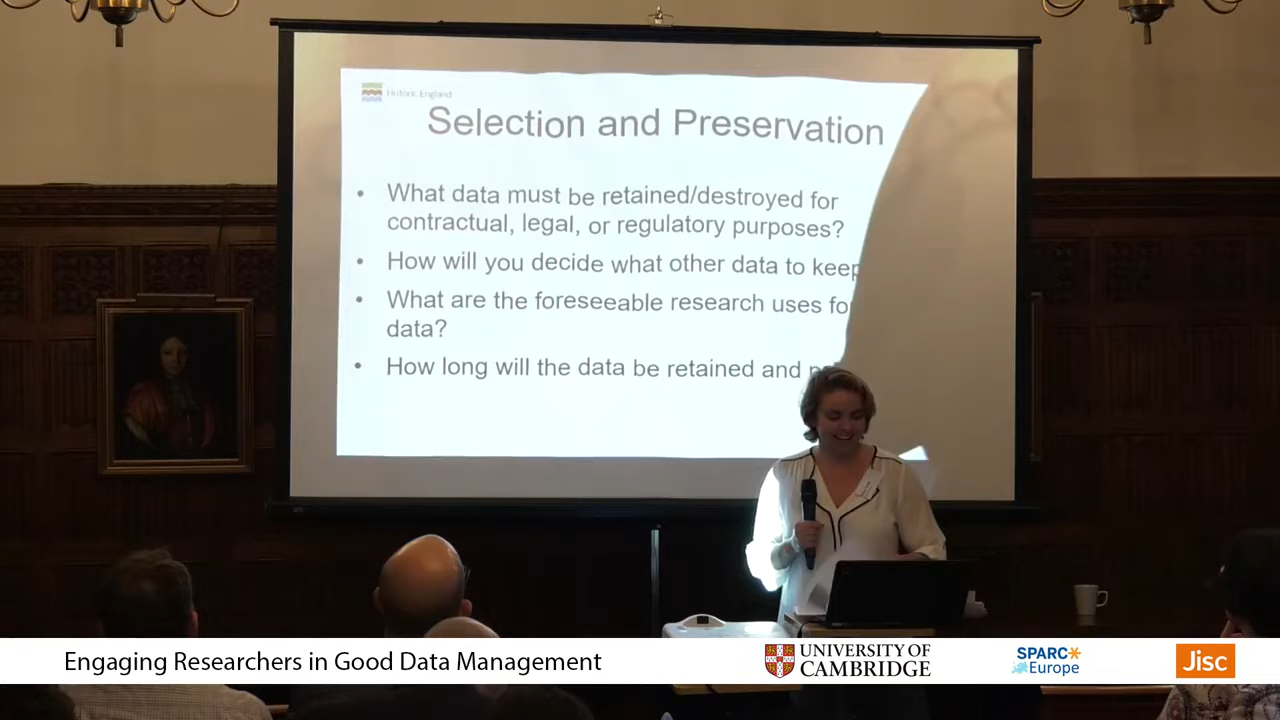 Historic England
Selection and Preservation
• What data must be retained/destroyed for
contractual, legal, or regulatory purposes?
• How will you decide what other data to keep
• What are the foreseeable research uses fo
data?
• How long will the data be retained and
Engaging Researchers in Good Data Management
UNIVERSITY OF
CAMBRIDGE
SPARC
Europe
Jisc